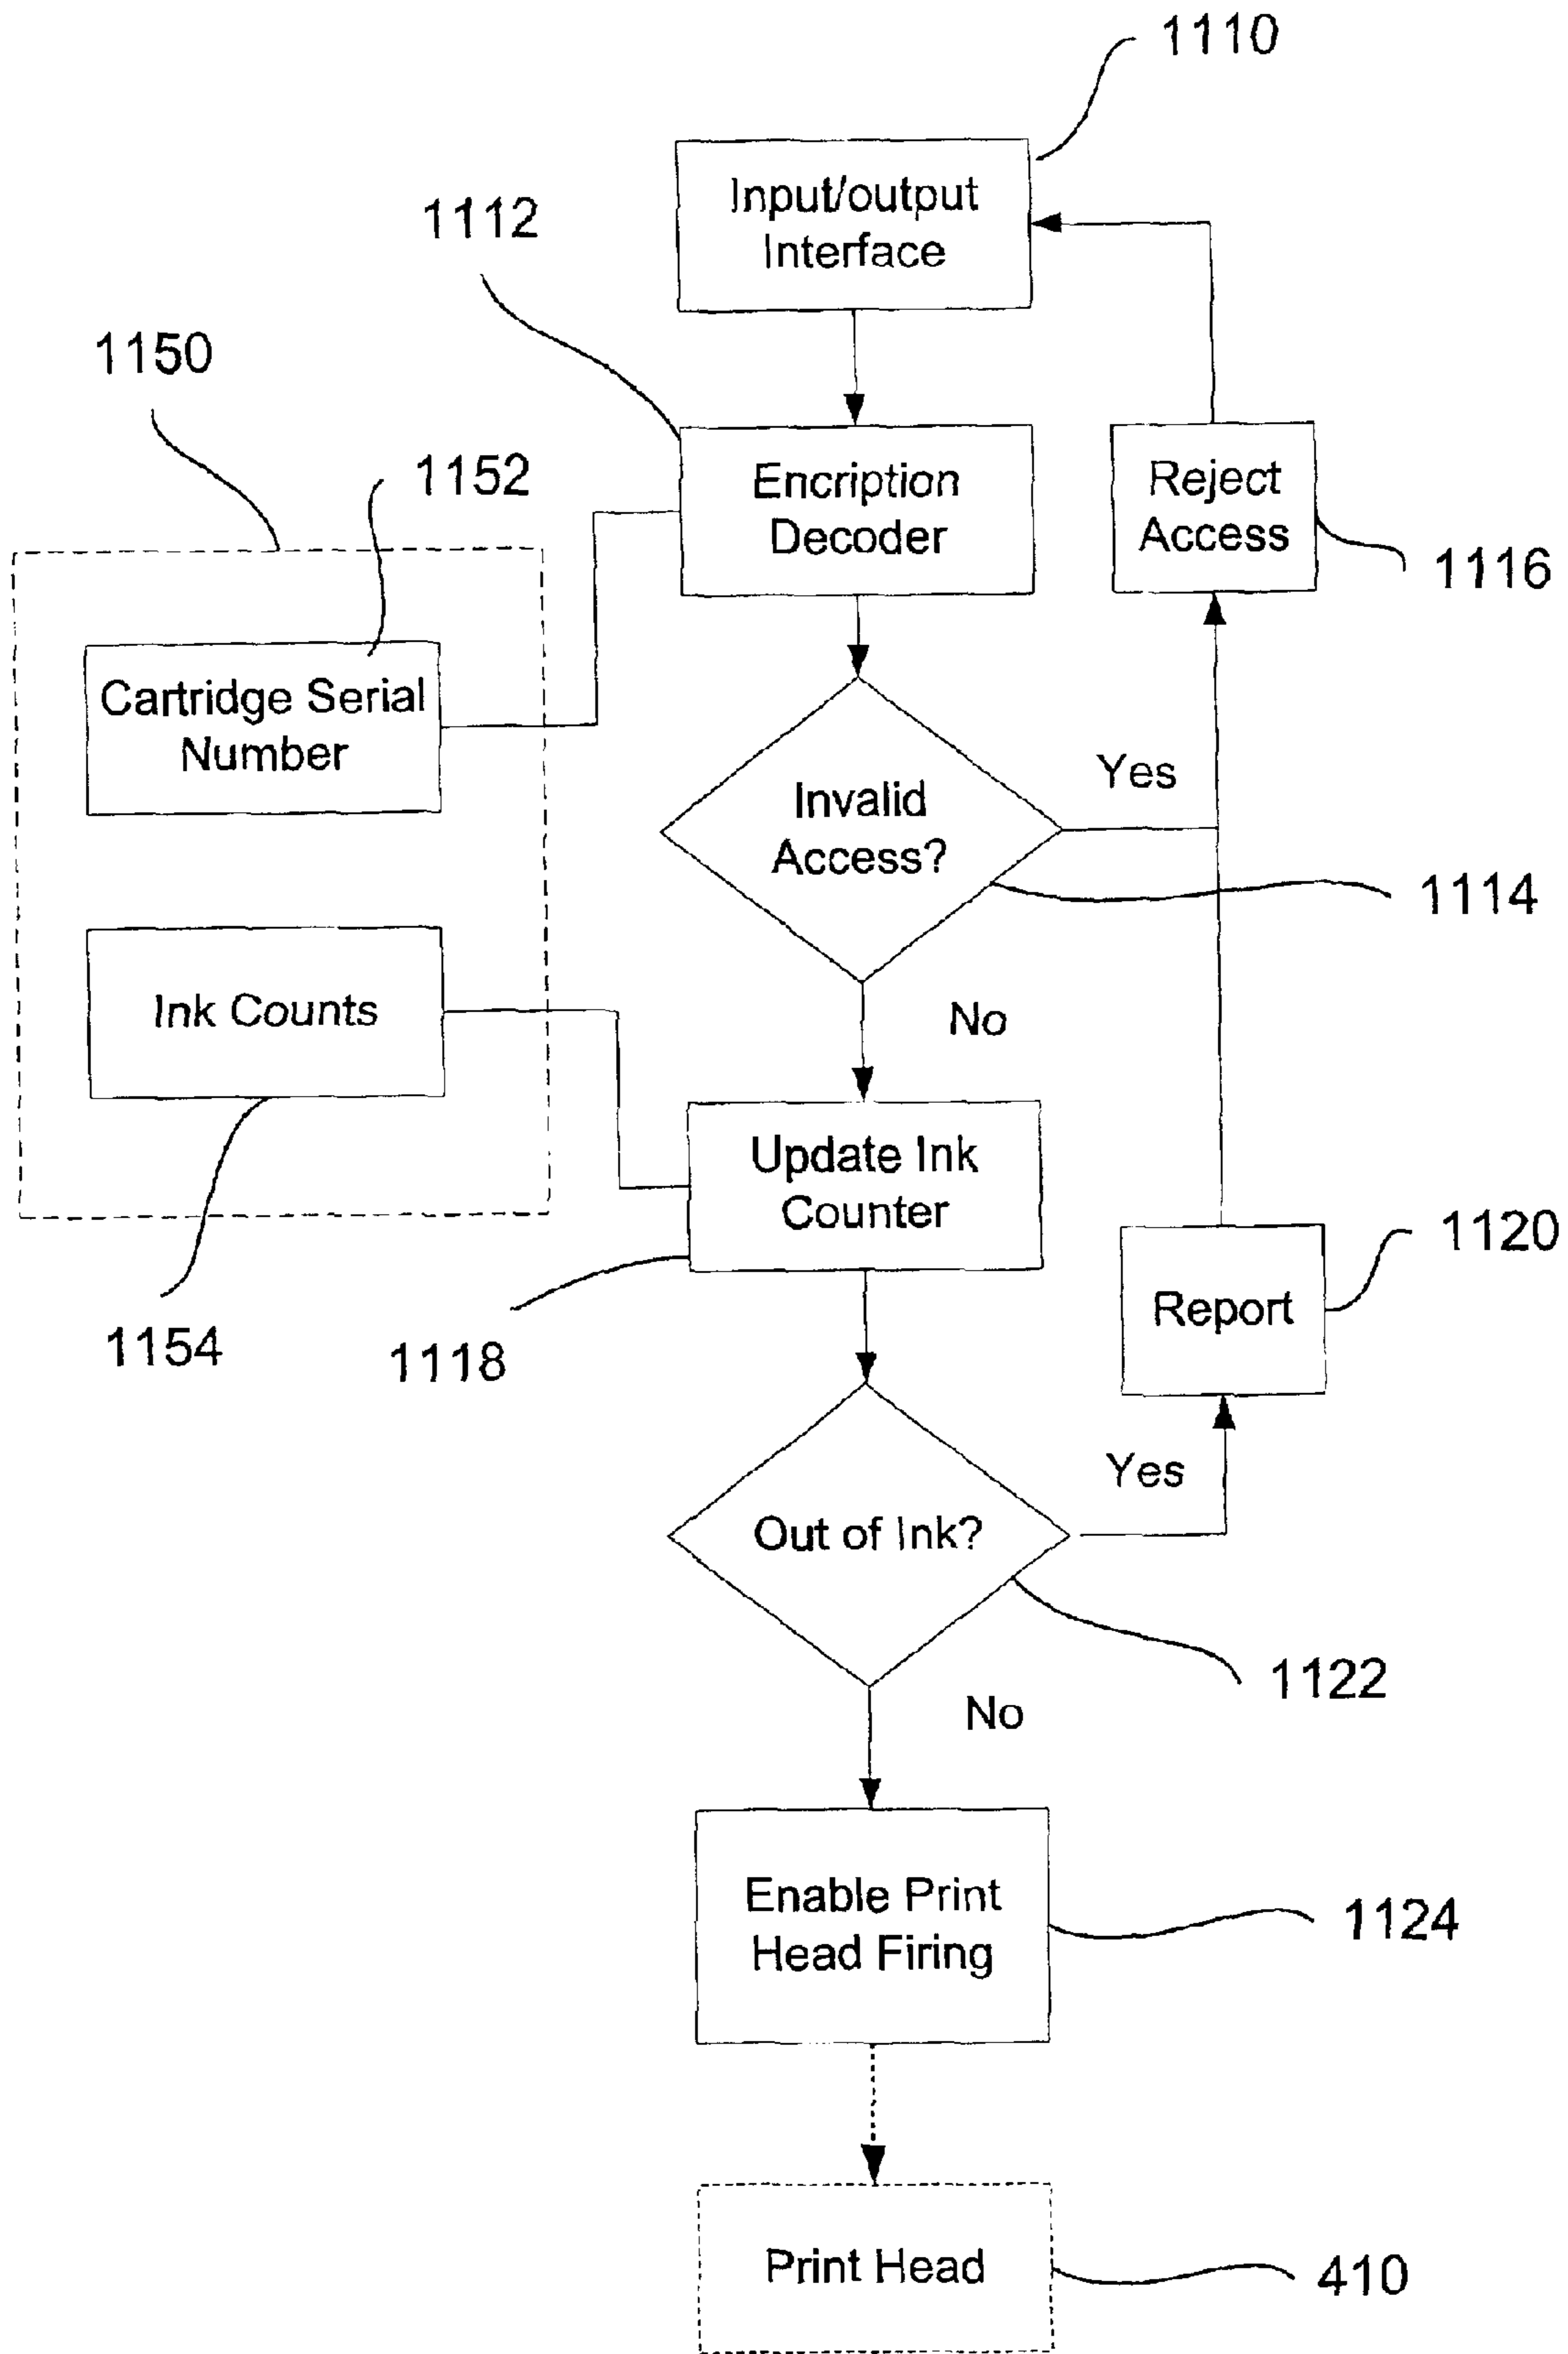 1110
Input/output
Interface
1112
1150
1152
Encription
Decoder
Reject
Access
1116
Cartridge Serial
Number
Yes
Invalid
Access?
1114
Ink Counts
No
Update Ink
Counter
1120
Report
1154
1118
Yes
Out of Ink?
1122
No
Enable Print
Head Firing
1124
Print Head
410